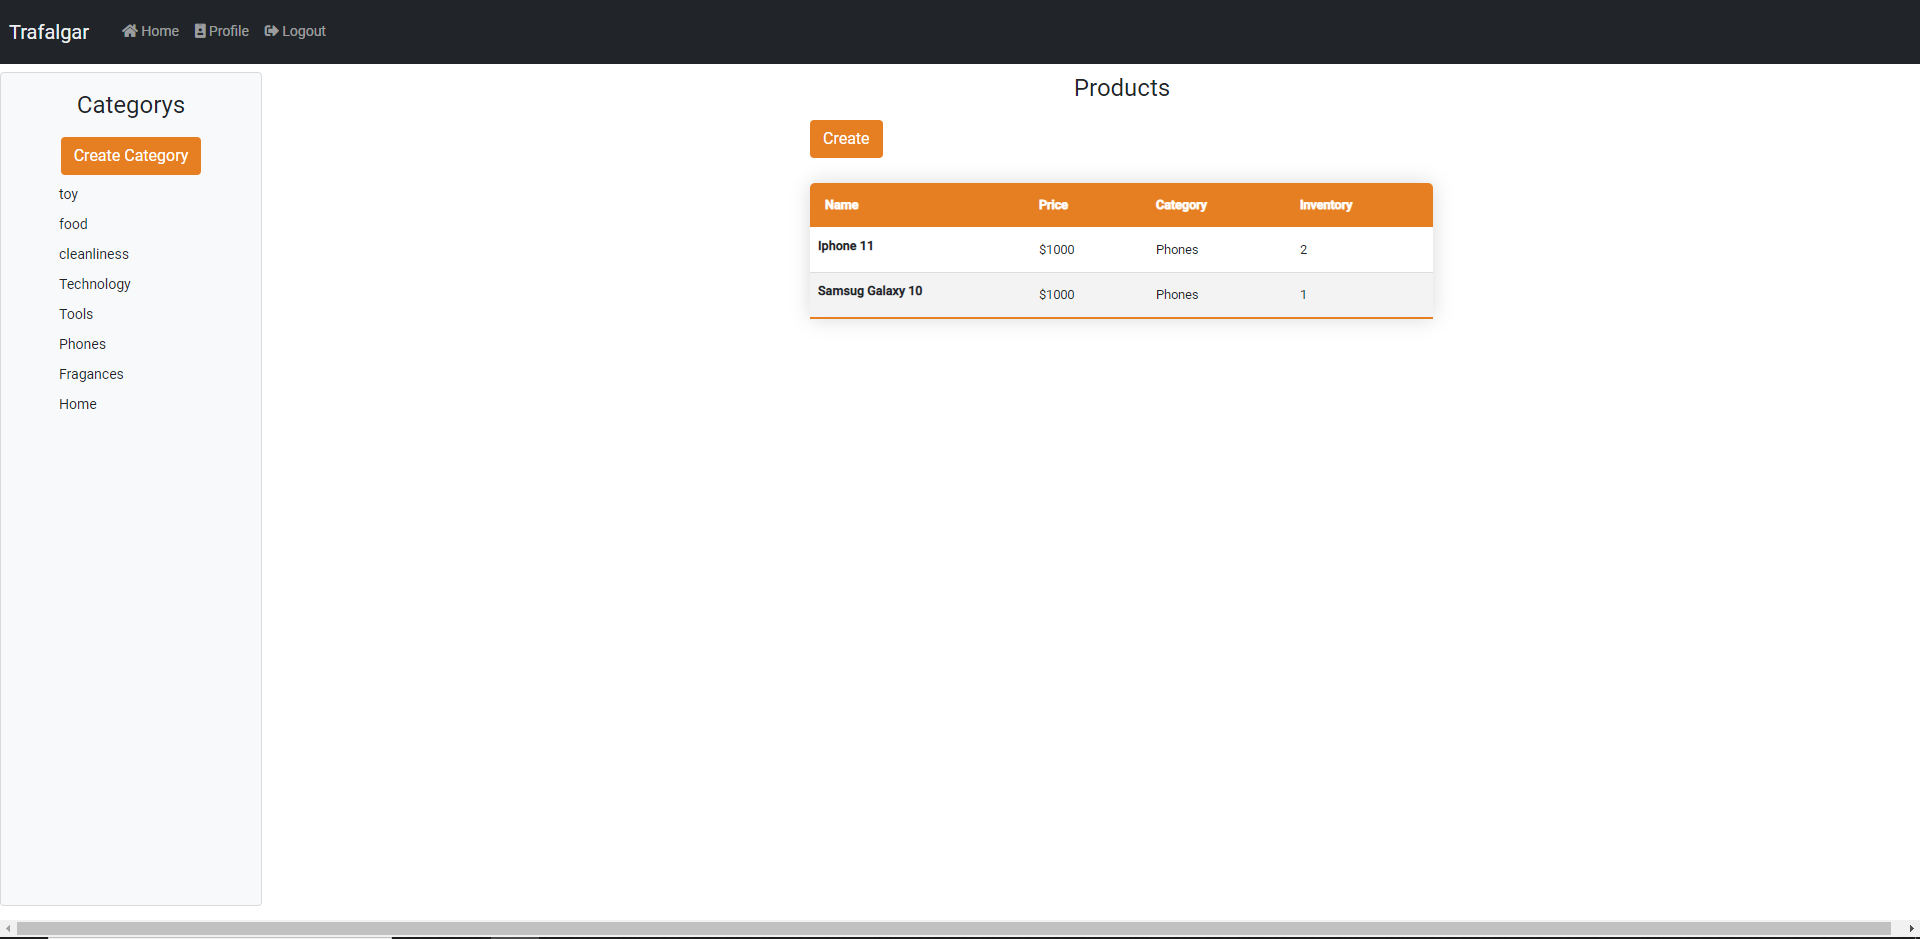 Trafalgar Home Profile Logout
Categorys
Create Category
toy
food
cleanliness
Technology
Tools
Phones
Fragances
Home
Products
Create
Name Price Category Inventory
Iphone 11 $1000 Phones 2
Samsug Galaxy 10 $1000 Phones 1